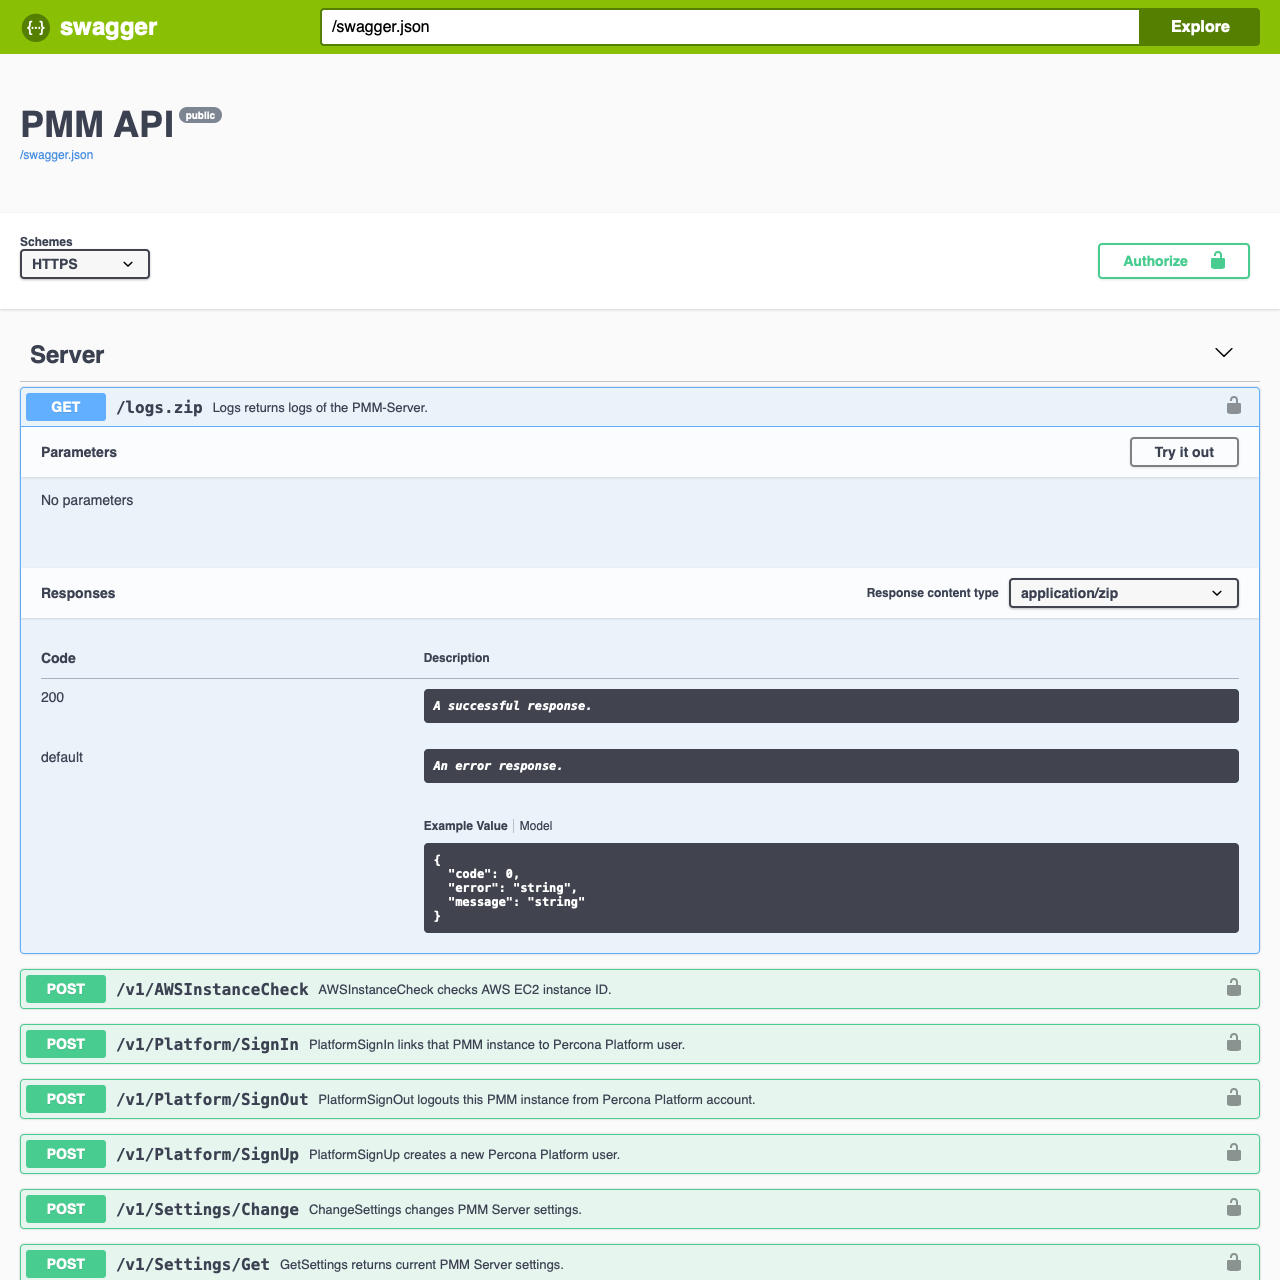 {···} swagger
/swagger.json
Explore
PMM API public
/swagger.json
Schemes
HTTPS
Authorize
Server
GET /logs.zip Logs returns logs of the PMM-Server.
Parameters
Try it out
No parameters
Responses
Response content type
application/zip
Code Description
200
A successful response.
default
An error response.
Example Value Model
{
  "code": 0,
  "error": "string",
  "message": "string"
}
POST /v1/AWSInstanceCheck AWSInstanceCheck checks AWS EC2 instance ID.
POST /v1/Platform/SignIn PlatformSignIn links that PMM instance to Percona Platform user.
POST /v1/Platform/SignOut PlatformSignOut logouts this PMM instance from Percona Platform account.
POST /v1/Platform/SignUp PlatformSignUp creates a new Percona Platform user.
POST /v1/Settings/Change ChangeSettings changes PMM Server settings.
POST /v1/Settings/Get GetSettings returns current PMM Server settings.